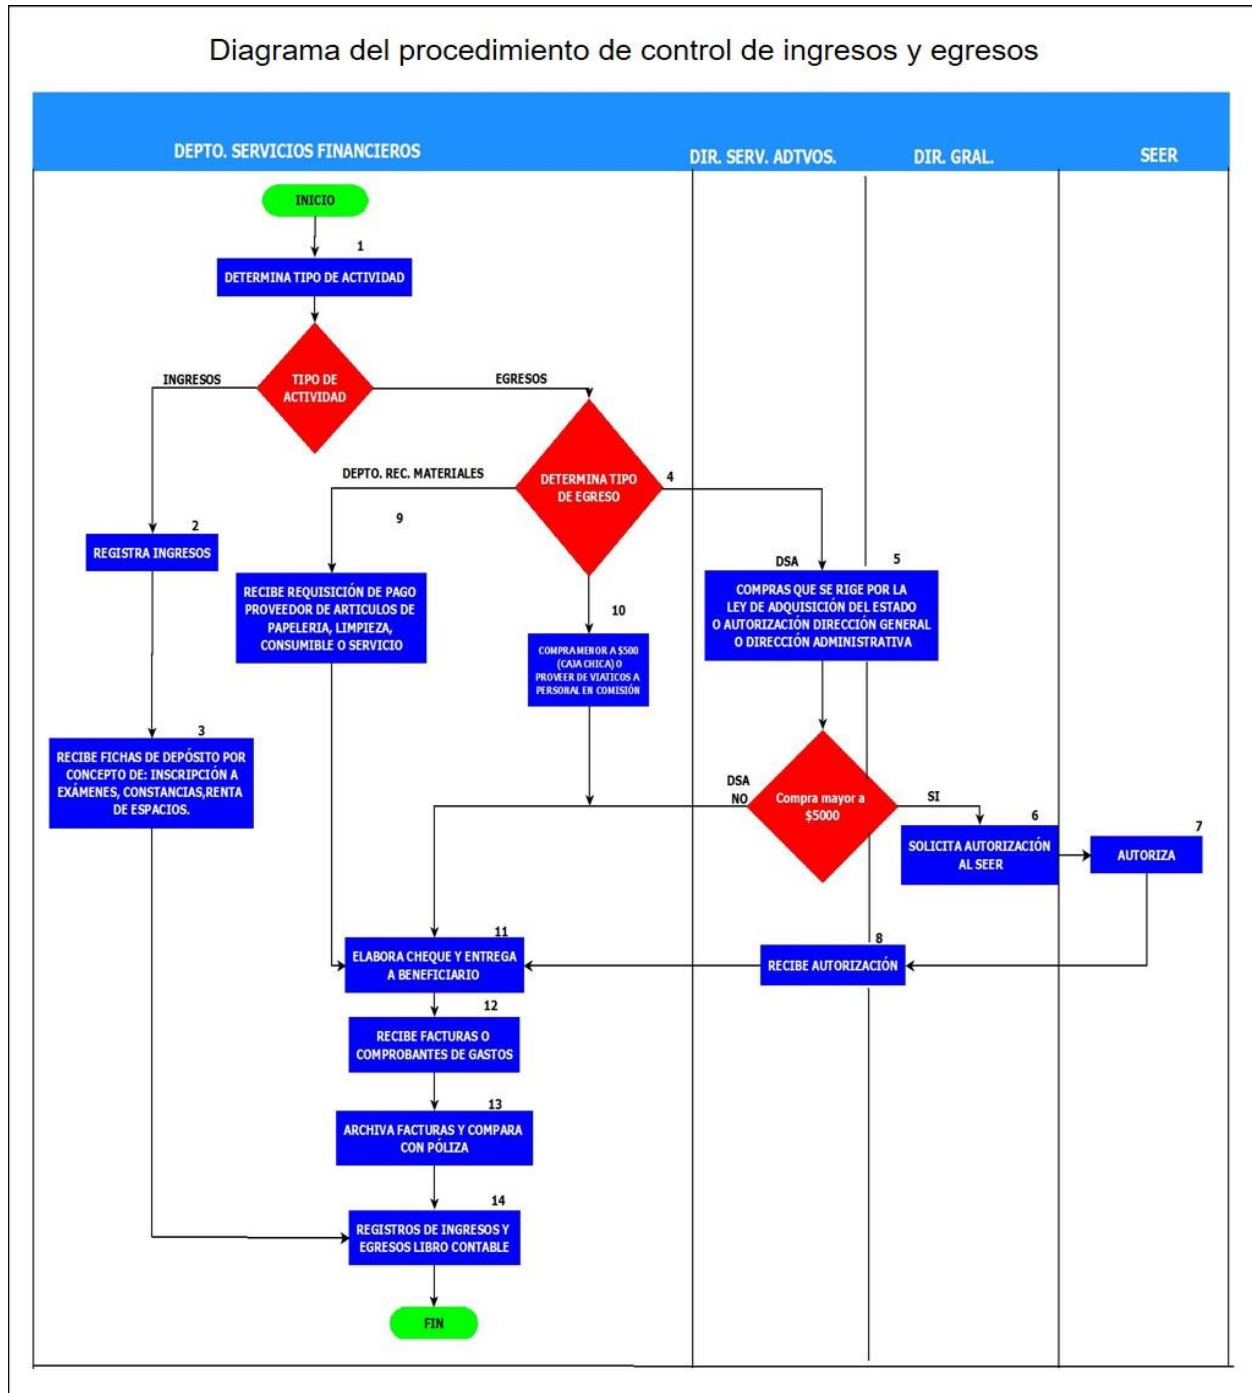 Diagrama del procedimiento de control de ingresos y egresos
DEPTO. SERVICIOS FINANCIEROS
DIR. SERV. ADTVOS.
DIR. GRAL.
SEER
INICIO
1
DETERMINA TIPO DE ACTIVIDAD
TIPO DE
ACTIVIDAD
INGRESOS
EGRESOS
DETERMINA TIPO
DE EGRESO
DEPTO. REC. MATERIALES
4
2
REGISTRA INGRESOS
9
RECIBE REQUISICIÓN DE PAGO
PROVEEDOR DE ARTICULOS DE
PAPELERIA, LIMPIEZA,
CONSUMIBLE O SERVICIO
10
COMPRA MENOR A $500
(CAJA CHICA) O
PROVEER DE VIATICOS A
PERSONAL EN COMISIÓN
DSA
5
COMPRAS QUE SE RIGE POR LA
LEY DE ADQUISICIÓN DEL ESTADO
O AUTORIZACIÓN DIRECCIÓN GENERAL
O DIRECCIÓN ADMINISTRATIVA
3
RECIBE FICHAS DE DEPÓSITO POR
CONCEPTO DE: INSCRIPCIÓN A
EXÁMENES, CONSTANCIAS,RENTA
DE ESPACIOS.
DSA
NO
Compra mayor a
$5000
SI
6
SOLICITA AUTORIZACIÓN
AL SEER
7
AUTORIZA
8
RECIBE AUTORIZACIÓN
11
ELABORA CHEQUE Y ENTREGA
A BENEFICIARIO
12
RECIBE FACTURAS O
COMPROBANTES DE GASTOS
13
ARCHIVA FACTURAS Y COMPARA
CON PÓLIZA
14
REGISTROS DE INGRESOS Y
EGRESOS LIBRO CONTABLE
FIN